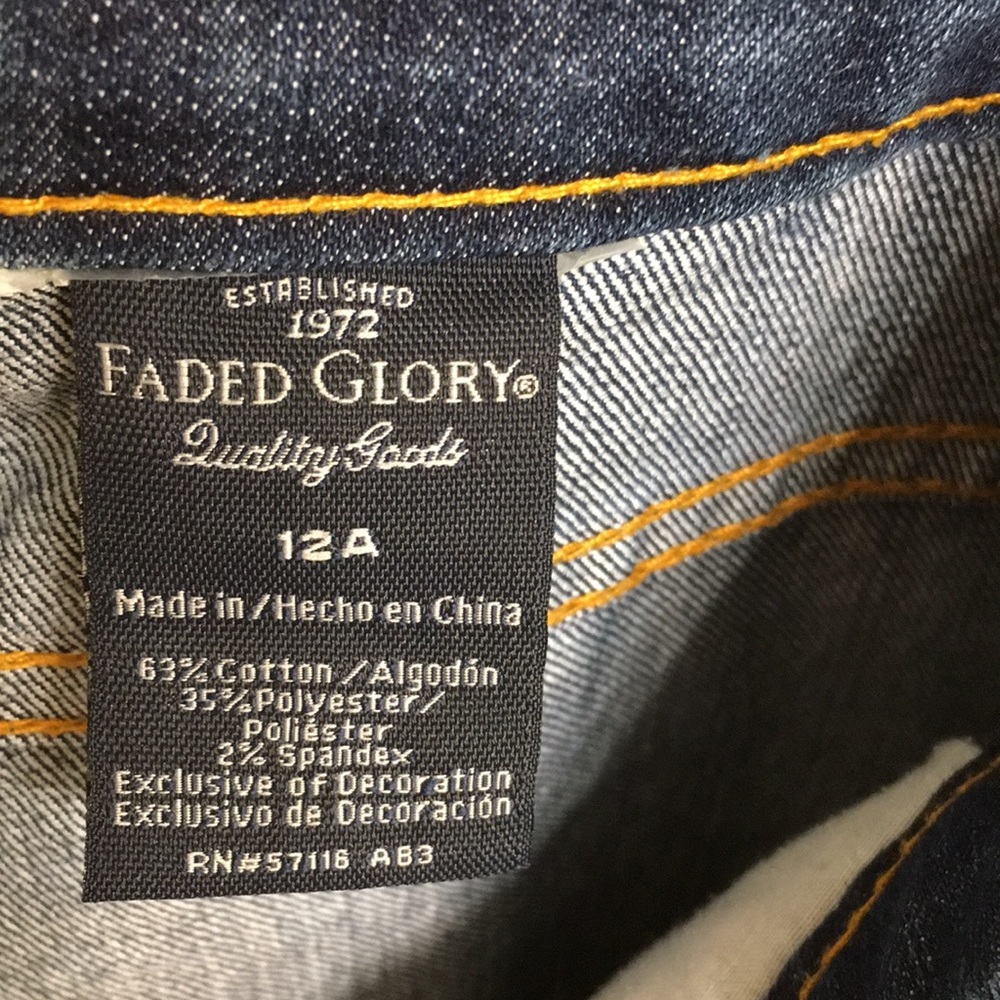 ESTABLISHED
1972
FADED GLORY®
Quality Goods
12A
Made in/Hecho en China
63% Cotton/Algodón
35% Polyester/
Poliéster
2% Spandex
Exclusive of Decoration
Exclusivo de Decoración
RN#57116 AB3